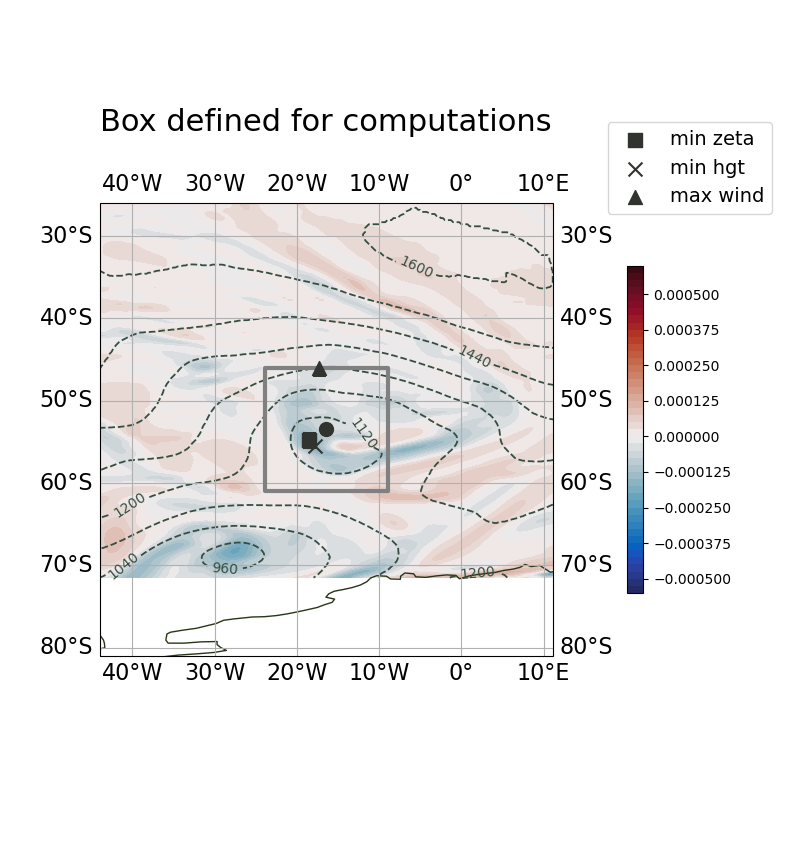 Box defined for computations
min zeta
min hgt
max wind
40°W 30°W 20°W 10°W 0° 10°E
30°S 30°S
1600
0.000500
40°S 40°S
0.000375
1440
0.000250
50°S 50°S
0.000125
1120
0.000000
60°S 60°S
−0.000125
1200
−0.000250
70°S 70°S
1040 960 1200
−0.000375
−0.000500
80°S 80°S
40°W 30°W 20°W 10°W 0° 10°E